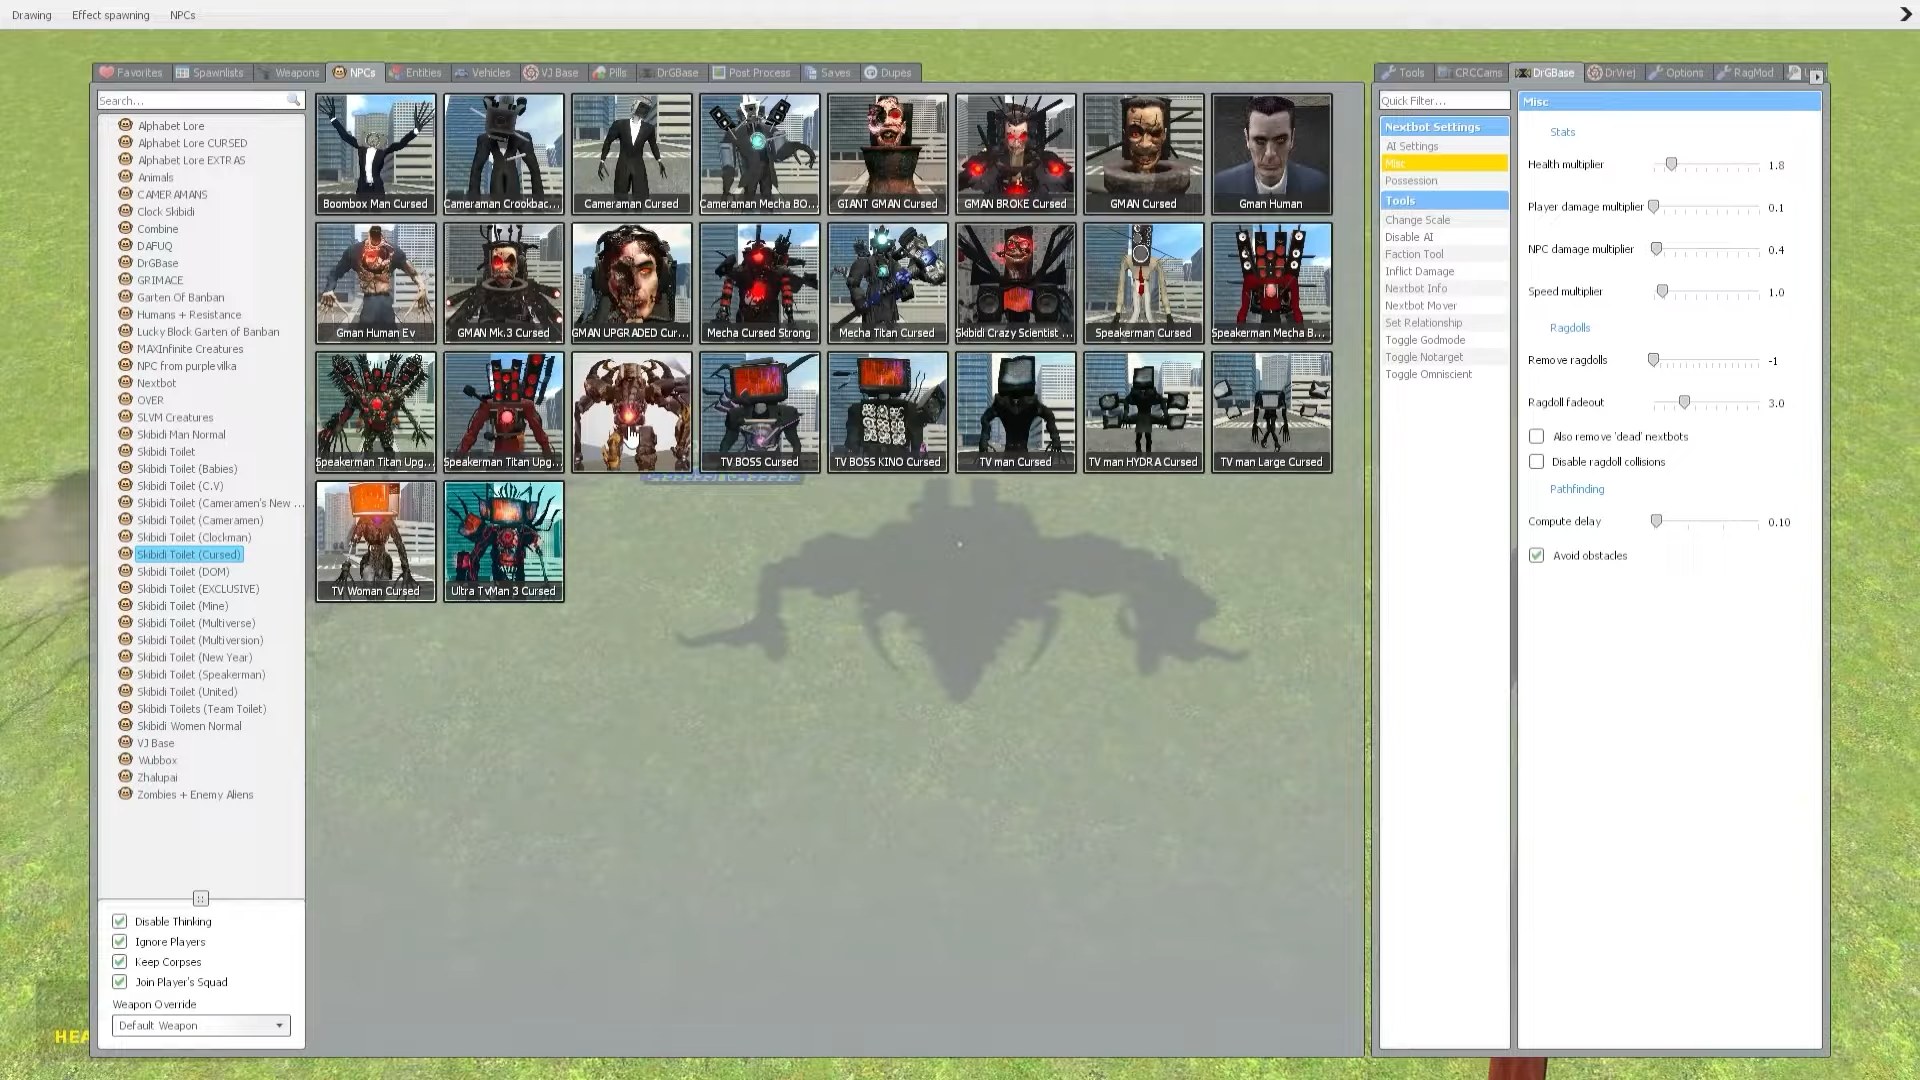 Drawing Effect spawning NPCs
Favorites Spawnlists Weapons NPCs Entities Vehicles VJ Base Pills DrGBase Post Process Saves Dupes
Tools CRCCams DrGBase DrVrej Options RagMod
Search...
Alphabet Lore
Alphabet Lore CURSED
Alphabet Lore EXTRAS
Animals
CAMERAMANS
Clock Skibidi
Combine
DAFUQ
DrGBase
GRIMACE
Garten Of Banban
Humans + Resistance
Lucky Block Garten of Banban
MAXInfinite Creatures
NPC from purplevilka
Nextbot
OVER
SLVM Creatures
Skibidi Man Normal
Skibidi Toilet
Skibidi Toilet (Babies)
Skibidi Toilet (C.V)
Skibidi Toilet (Cameramen's New ...
Skibidi Toilet (Cameramen)
Skibidi Toilet (Clockman)
Skibidi Toilet (Cursed)
Skibidi Toilet (DOM)
Skibidi Toilet (EXCLUSIVE)
Skibidi Toilet (Mine)
Skibidi Toilet (Multiverse)
Skibidi Toilet (Multiversion)
Skibidi Toilet (New Year)
Skibidi Toilet (Speakerman)
Skibidi Toilet (United)
Skibidi Toilets (Team Toilet)
Skibidi Women Normal
VJ Base
Wubbox
Zhalupai
Zombies + Enemy Aliens
Disable Thinking
Ignore Players
Keep Corpses
Join Player's Squad
Weapon Override
Default Weapon
HEA
Boombox Man Cursed
Cameraman Crookbac...
Cameraman Cursed
Cameraman Mecha BO...
GIANT GMAN Cursed
GMAN BROKE Cursed
GMAN Cursed
Gman Human
Gman Human Ev
GMAN Mk.3 Cursed
GMAN UPGRADED Cur...
Mecha Cursed Strong
Mecha Titan Cursed
Skibidi Crazy Scientist ...
Speakerman Cursed
Speakerman Mecha B...
Speakerman Titan Upg...
Speakerman Titan Upg...
TV BOSS Cursed
TV BOSS KINO Cursed
TV man Cursed
TV man HYDRA Cursed
TV man Large Cursed
TV Woman Cursed
Ultra TvMan 3 Cursed
Quick Filter...
Nextbot Settings
AI Settings
Misc
Possession
Tools
Change Scale
Disable AI
Faction Tool
Inflict Damage
Nextbot Info
Nextbot Mover
Set Relationship
Toggle Godmode
Toggle Notarget
Toggle Omniscient
Misc
Stats
Health multiplier 1.8
Player damage multiplier 0.1
NPC damage multiplier 0.4
Speed multiplier 1.0
Ragdolls
Remove ragdolls -1
Ragdoll fadeout 3.0
Also remove 'dead' nextbots
Disable ragdoll collisions
Pathfinding
Compute delay 0.10
Avoid obstacles